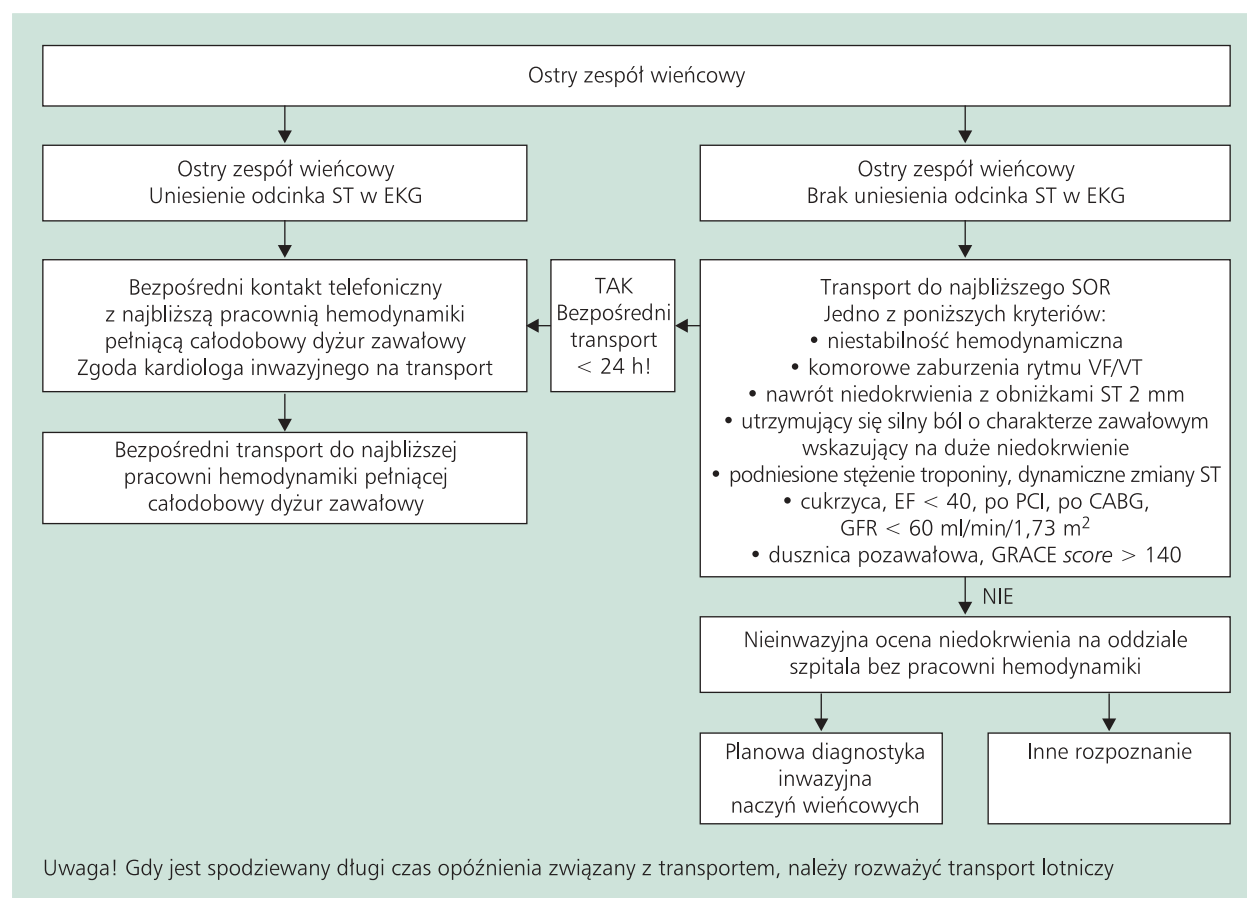 Ostry zespół wieńcowy
Ostry zespół wieńcowy
Uniesienie odcinka ST w EKG
Ostry zespół wieńcowy
Brak uniesienia odcinka ST w EKG
Bezpośredni kontakt telefoniczny
z najbliższą pracownią hemodynamiki
pełniącą całodobowy dyżur zawałowy
Zgoda kardiologa inwazyjnego na transport
TAK
Bezpośredni
transport
< 24 h!
Transport do najbliższego SOR
Jedno z poniższych kryteriów:
• niestabilność hemodynamiczna
• komorowe zaburzenia rytmu VF/VT
• nawrót niedokrwienia z obniżkami ST 2 mm
• utrzymujący się silny ból o charakterze zawałowym
wskazujący na duże niedokrwienie
• podniesione stężenie troponiny, dynamiczne zmiany ST
• cukrzyca, EF < 40, po PCI, po CABG,
GFR < 60 ml/min/1,73 m²
• dusznica pozawałowa, GRACE score > 140
Bezpośredni transport do najbliższej
pracowni hemodynamiki pełniącej
całodobowy dyżur zawałowy
NIE
Nieinwazyjna ocena niedokrwienia na oddziale
szpitala bez pracowni hemodynamiki
Planowa diagnostyka
inwazyjna
naczyń wieńcowych
Inne rozpoznanie
Uwaga! Gdy jest spodziewany długi czas opóźnienia związany z transportem, należy rozważyć transport lotniczy